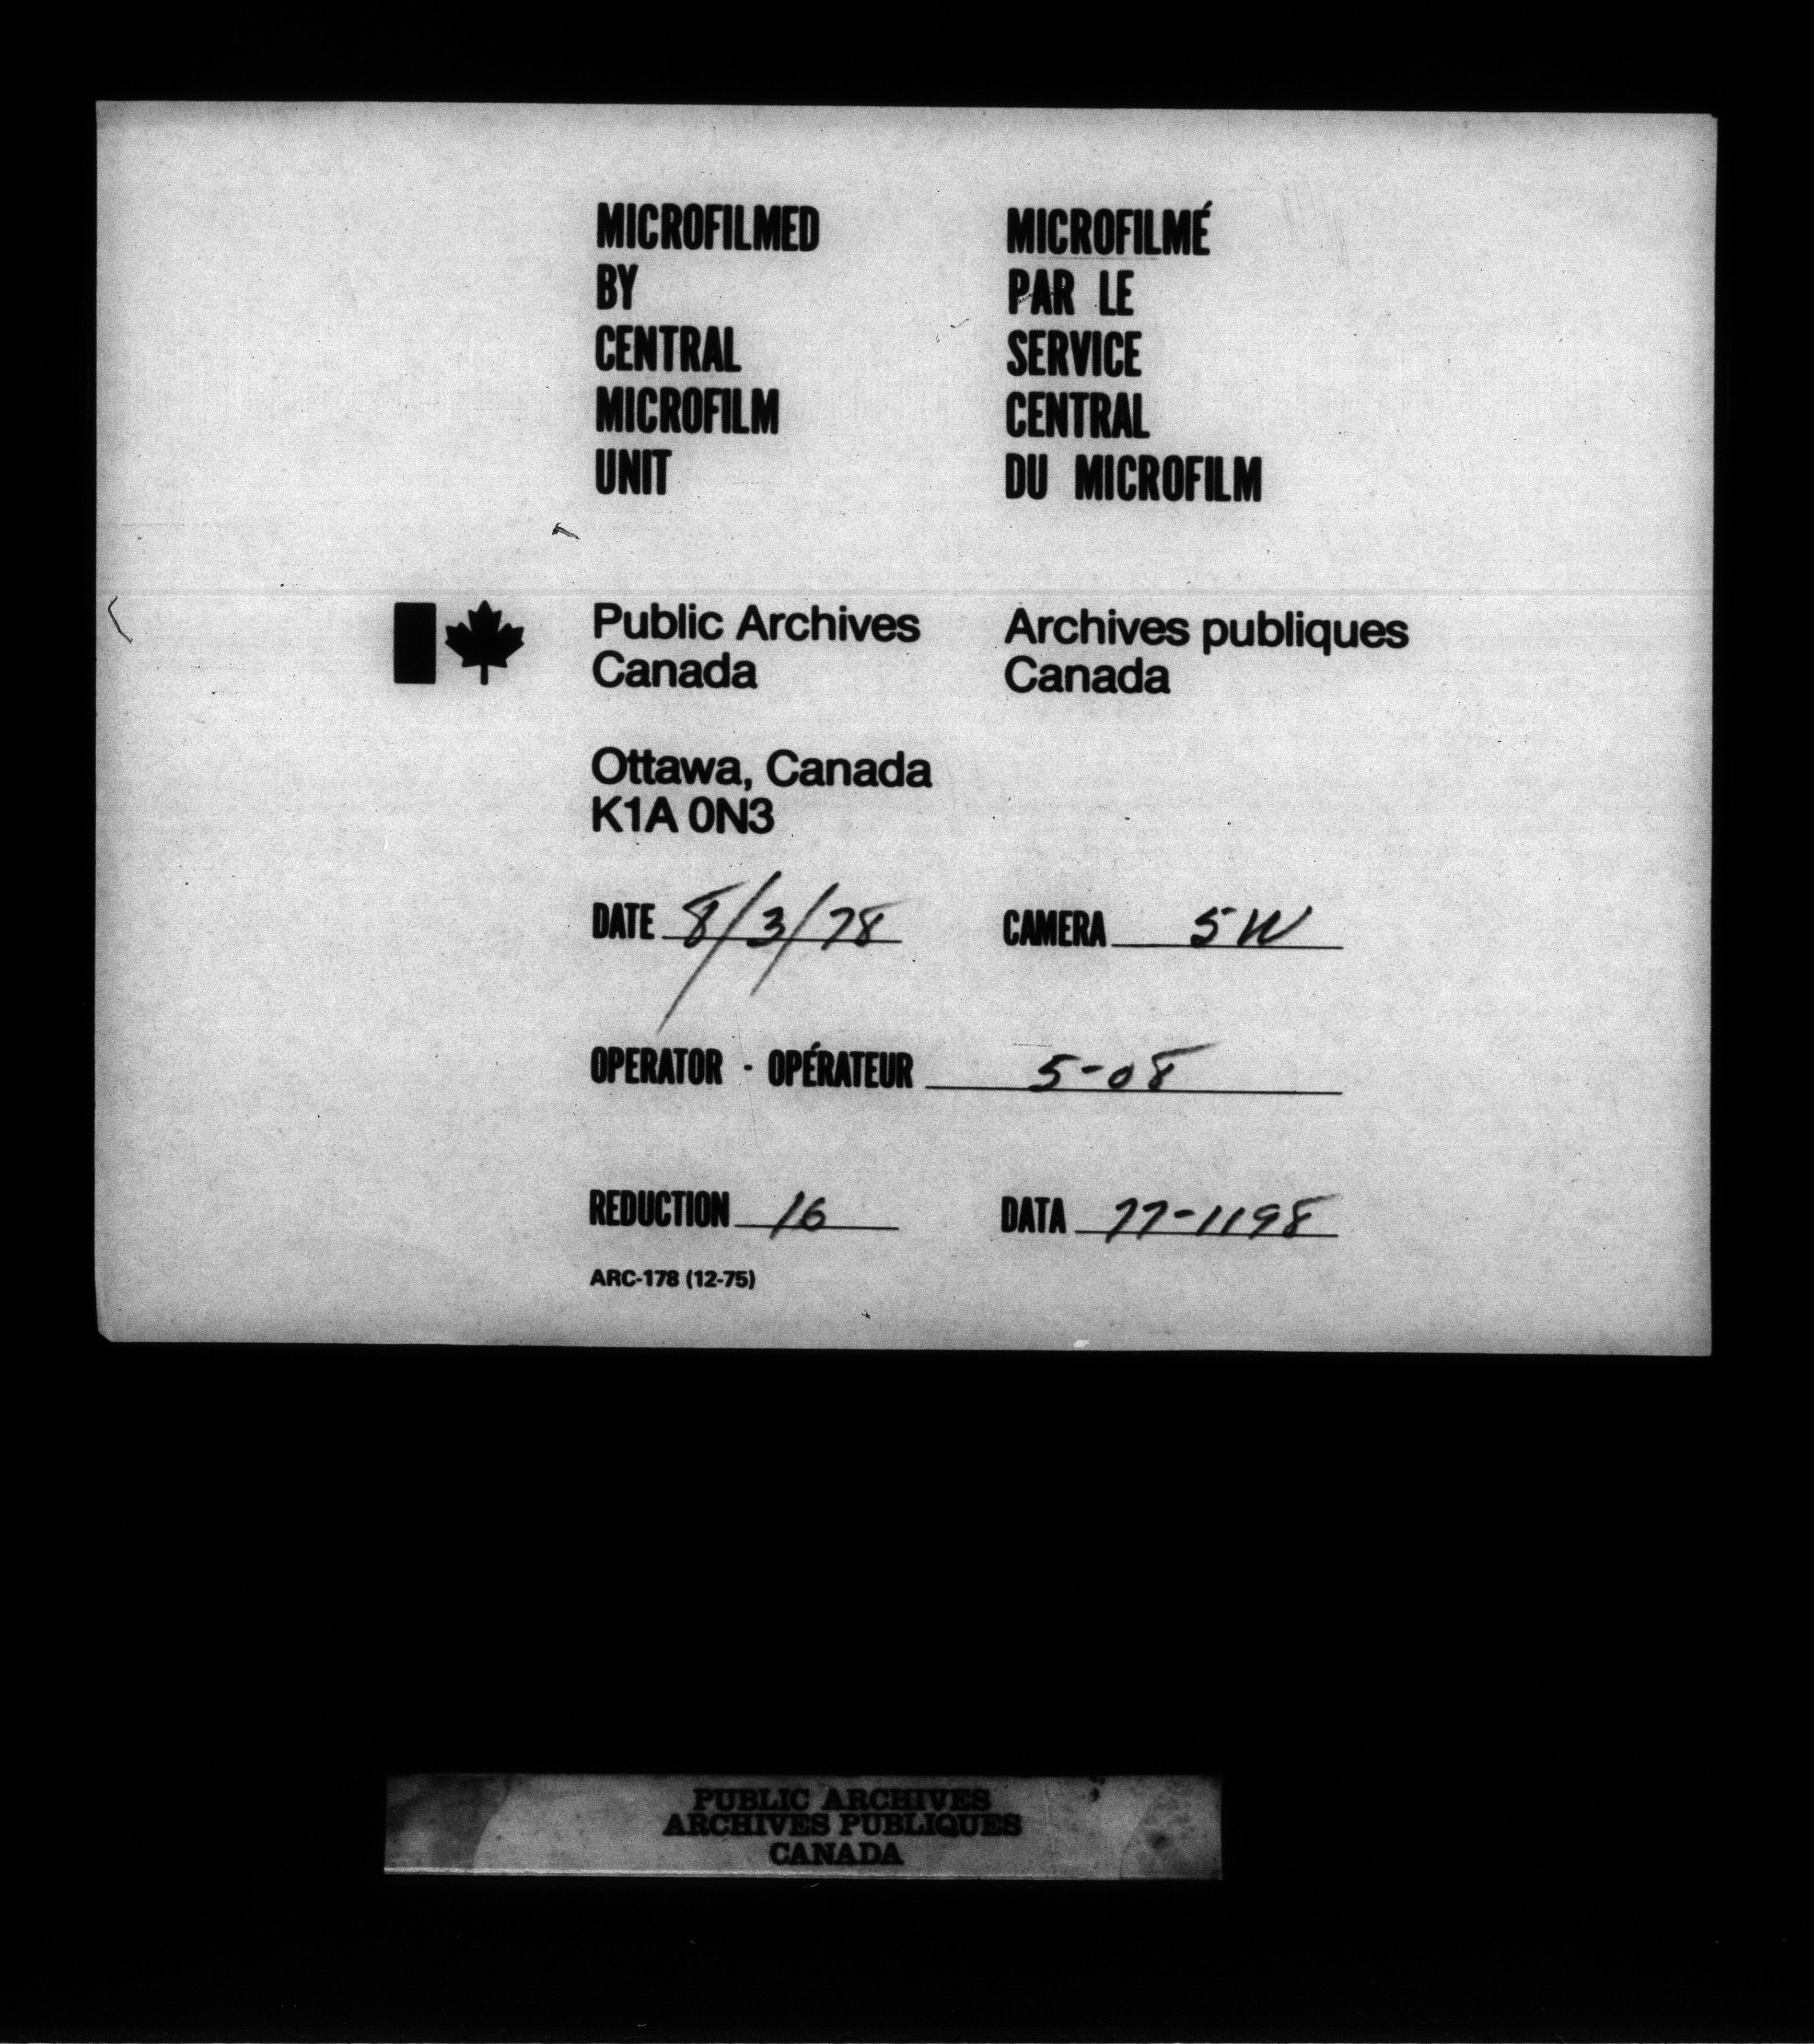 MICROFILMED
BY
CENTRAL
MICROFILM
UNIT
MICROFILMÉ
PAR LE
SERVICE
CENTRAL
DU MICROFILM
Public Archives
Canada
Archives publiques
Canada
Ottawa, Canada
K1A 0N3
DATE 8/3/78
CAMERA 5W
OPERATOR - OPÉRATEUR 5-08
REDUCTION 16
DATA 77-1198
ARC-178 (12-75)
PUBLIC ARCHIVES
ARCHIVES PUBLIQUES
CANADA